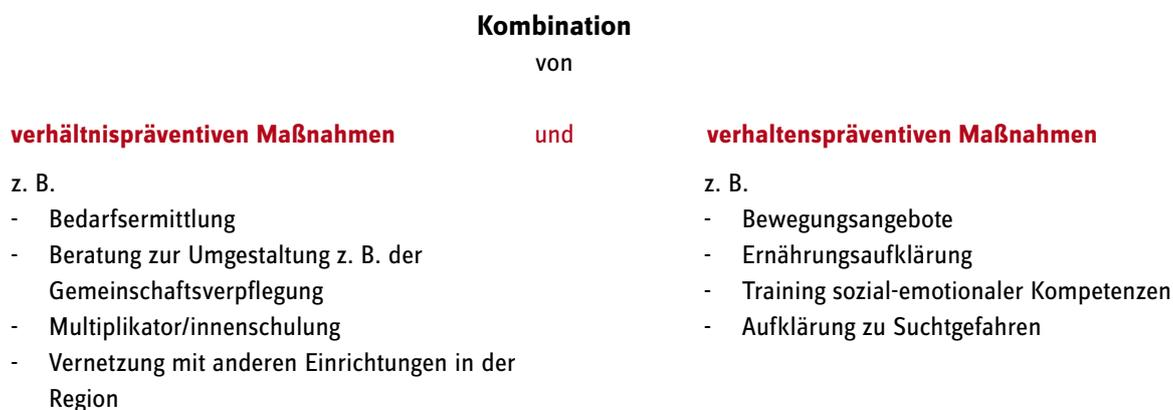 Kombination
von
verhältnispräventiven Maßnahmen und verhaltenspräventiven Maßnahmen
z. B.
- Bedarfsermittlung
- Beratung zur Umgestaltung z. B. der
Gemeinschaftsverpflegung
- Multiplikator/innenschulung
- Vernetzung mit anderen Einrichtungen in der
Region
z. B.
- Bewegungsangebote
- Ernährungsaufklärung
- Training sozial-emotionaler Kompetenzen
- Aufklärung zu Suchtgefahren